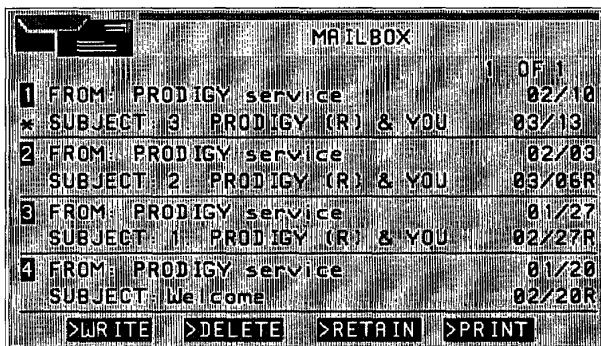 MAILBOX
1 OF 1
1 FROM: PRODIGY service 02/10
* SUBJECT: 3 PRODIGY (R) & YOU 03/13
2 FROM: PRODIGY service 02/03
SUBJECT: 2 PRODIGY (R) & YOU 03/06R
3 FROM: PRODIGY service 01/27
SUBJECT: 1 PRODIGY (R) & YOU 02/27R
4 FROM: PRODIGY service 01/20
SUBJECT: Welcome 02/20R
>WRITE >DELETE >RETAIN >PRINT